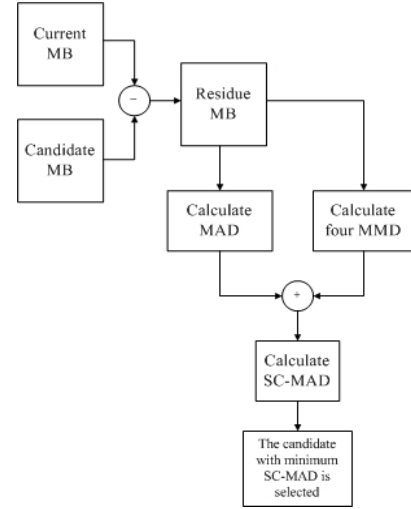 Current
MB
−
Residue
MB
Candidate
MB
Calculate
MAD
Calculate
four MMD
+
Calculate
SC-MAD
The candidate
with minimum
SC-MAD is
selected